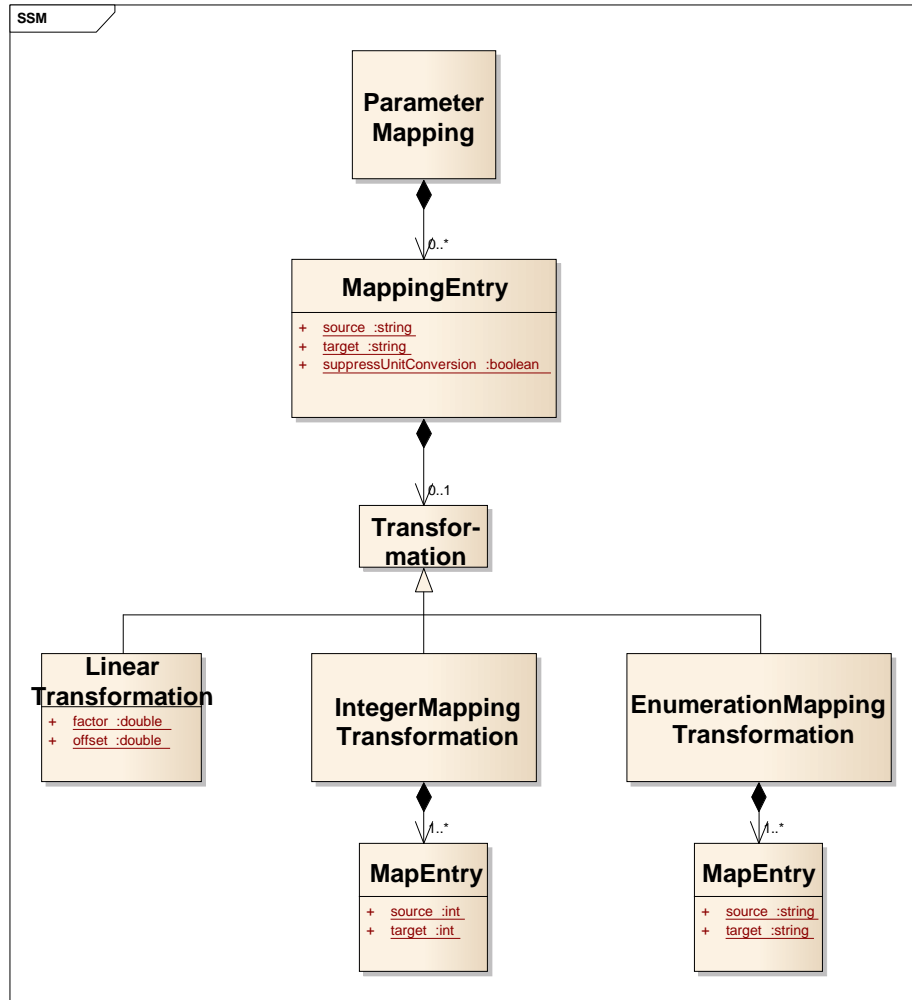 SSM
Parameter
Mapping
0..*
MappingEntry
+ source :string
+ target :string
+ suppressUnitConversion :boolean
0..1
Transfor-
mation
Linear
Transformation
+ factor :double
+ offset :double
IntegerMapping
Transformation
EnumerationMapping
Transformation
1..*
1..*
MapEntry
+ source :int
+ target :int
MapEntry
+ source :string
+ target :string